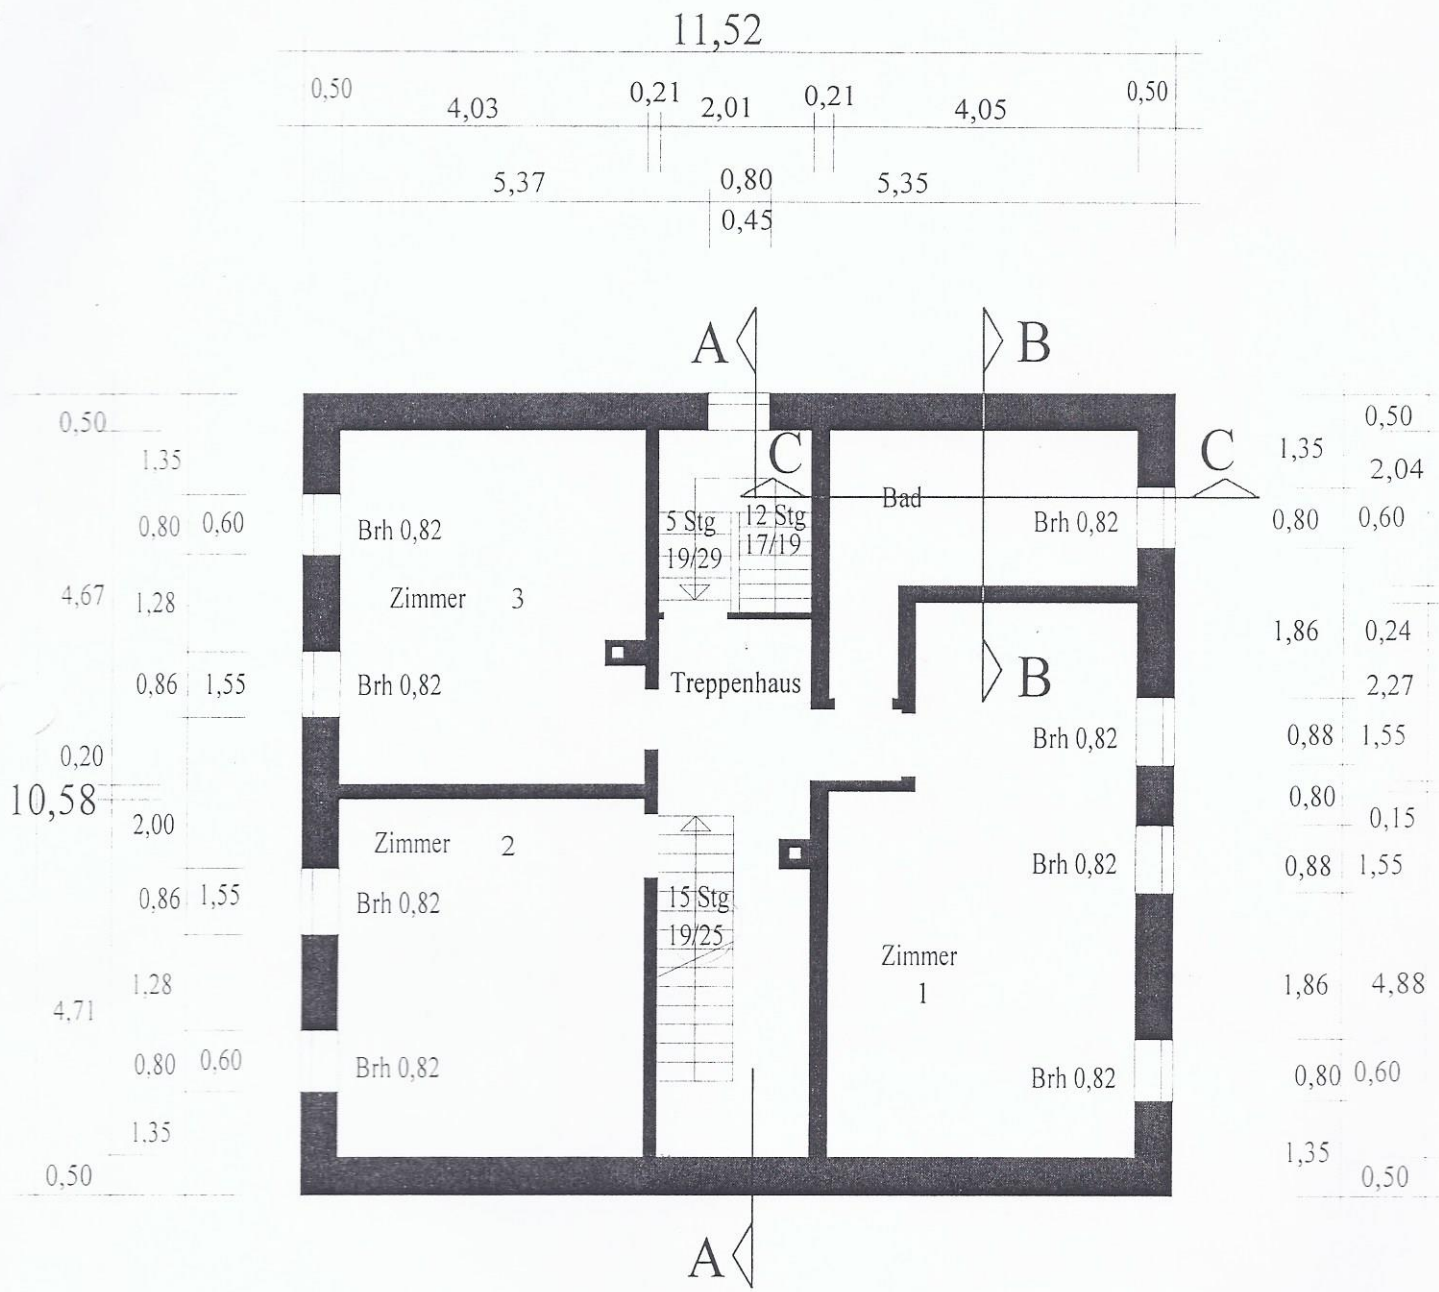 11,52
0,50 4,03 0,21 2,01 0,21 4,05 0,50
5,37 0,80 5,35
0,45
A B
0,50
1,35
0,80 0,60
4,67
1,28
0,86 1,55
0,20
10,58
2,00
0,86 1,55
1.28
4,71
0,80 0,60
1.35
0,50
C C
Bad
5 Stg
19/29
12 Stg
17/19
Brh 0,82
Brh 0,82
Zimmer 3
Brh 0,82
Treppenhaus
B
Brh 0,82
Zimmer 2
Brh 0,82
Brh 0,82
15 Stg
19/25
Zimmer
1
Brh 0,82
Brh 0,82
A
0,50
1,35
2,04
0,80 0,60
1,86 0,24
2,27
0,88 1,55
0,80
0,15
0,88 1,55
1,86 4,88
0,80 0,60
1,35
0,50